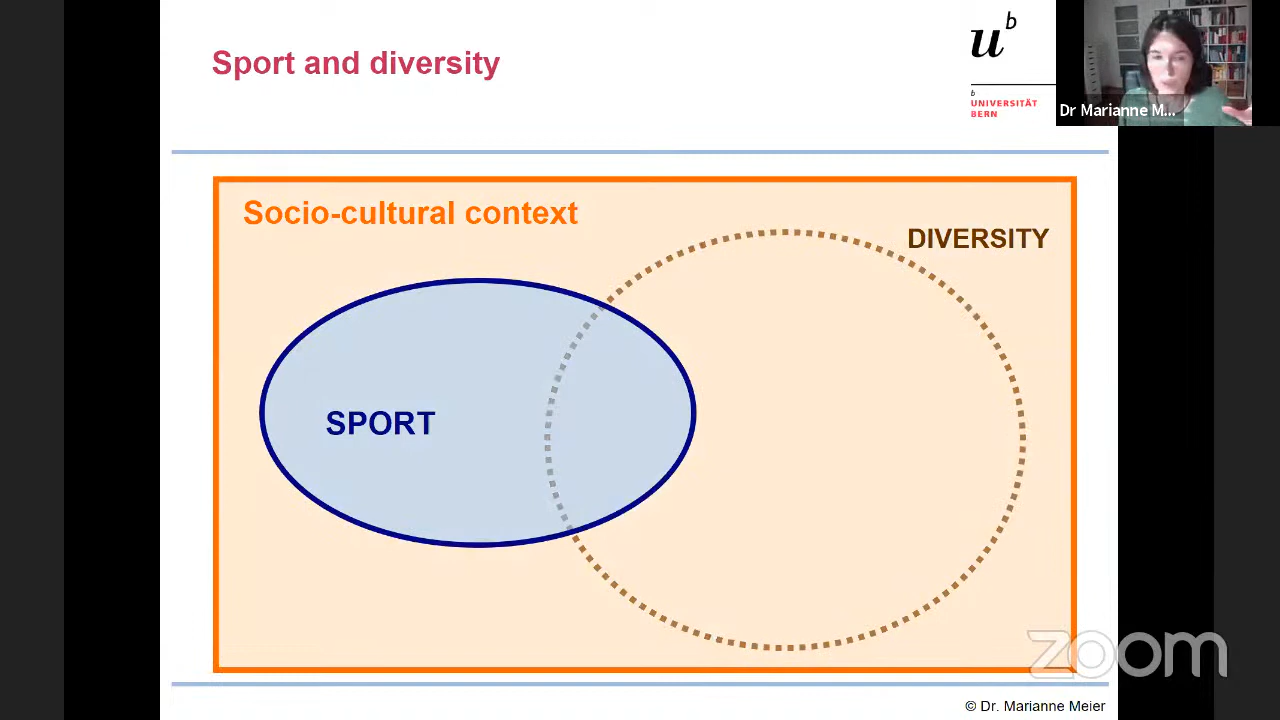 Sport and diversity
u
b
b
UNIVERSITÄT
BERN
Dr Marianne M...
Socio-cultural context
DIVERSITY
SPORT
zoom
© Dr. Marianne Meier